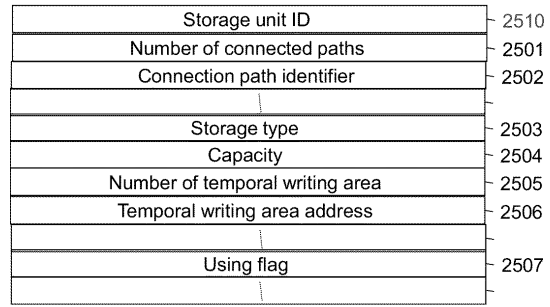 Storage unit ID 2510
Number of connected paths 2501
Connection path identifier 2502
Storage type 2503
Capacity 2504
Number of temporal writing area 2505
Temporal writing area address 2506
Using flag 2507